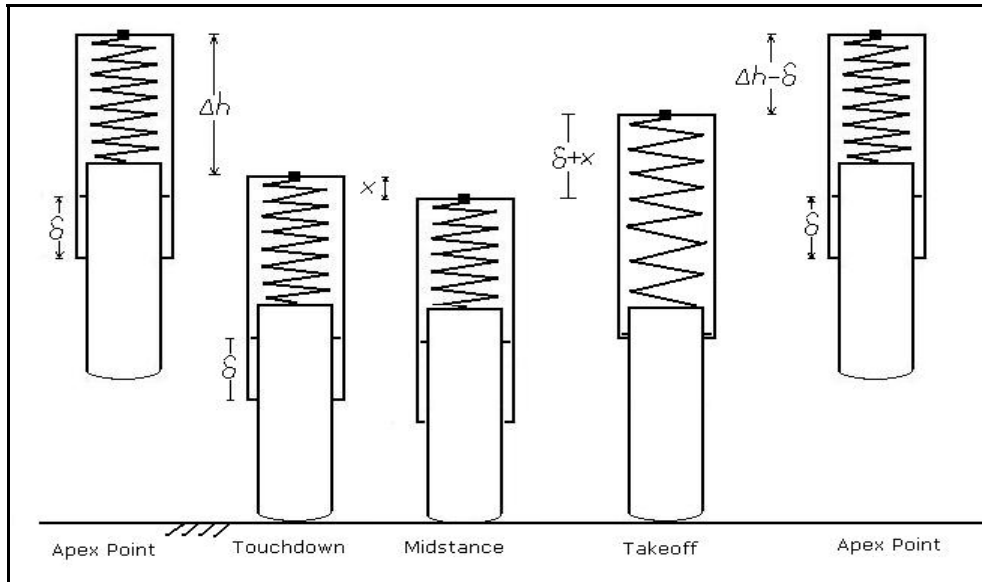 Δh
δ
x
δ
δ+x
Δh-δ
δ
Apex Point
Touchdown
Midstance
Takeoff
Apex Point